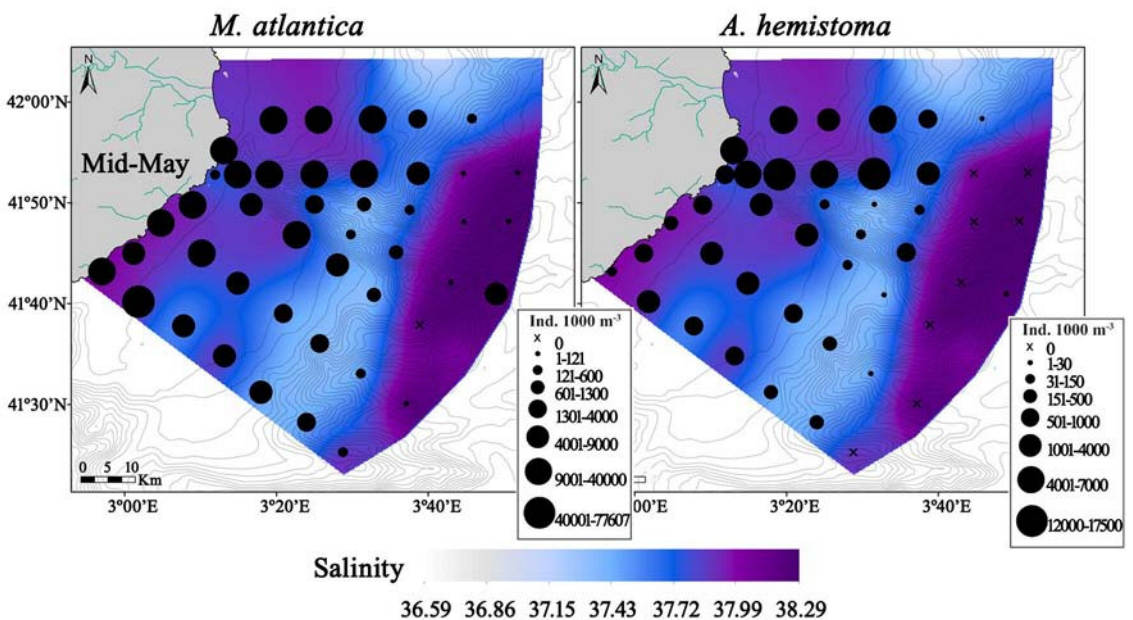 M. atlantica
A. hemistoma
N
N
42°00'N
41°50'N
41°40'N
41°30'N
Mid-May
0 5 10
Km
3°00'E 3°20'E 3°40'E
3°20'E 3°40'E
Ind. 1000 m⁻³
x 0
1-121
121-600
601-1300
1301-4000
4001-9000
9001-40000
40001-77607
Ind. 1000 m⁻³
x 0
1-30
31-150
151-500
501-1000
1001-4000
4001-7000
12000-17500
Salinity
36.59 36.86 37.15 37.43 37.72 37.99 38.29